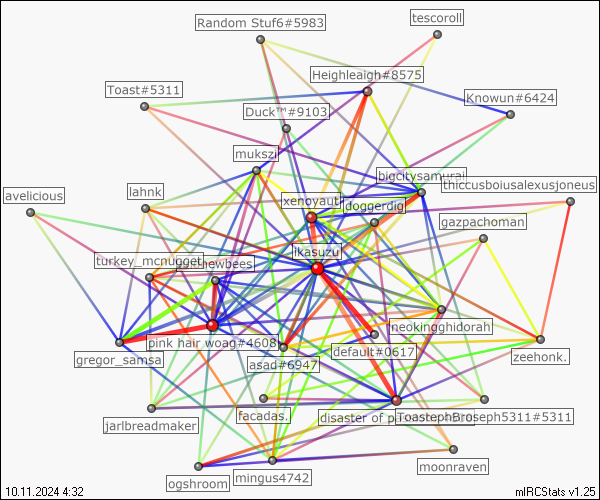 tescoroll
Random Stuf6#5983
Heighleaigh#8575
Toast#5311
Knowun#6424
Duck™#9103
mukszi
bigcitysamurai
thiccusboiusalexusjoneus
avelicious
lahnk
xenoyaut
doggerdig
gazpachoman
ikasuzu
turkey_mcnugget
newbees
neokingghidorah
pink hair woag#4608
default#0617
gregor_samsa
asad#6947
zeehonk.
facadas.
disaster of p
ToastephBroseph5311#5311
jarlbreadmaker
moonraven
ogshroom
mingus4742
10.11.2024 4:32
mIRCStats v1.25